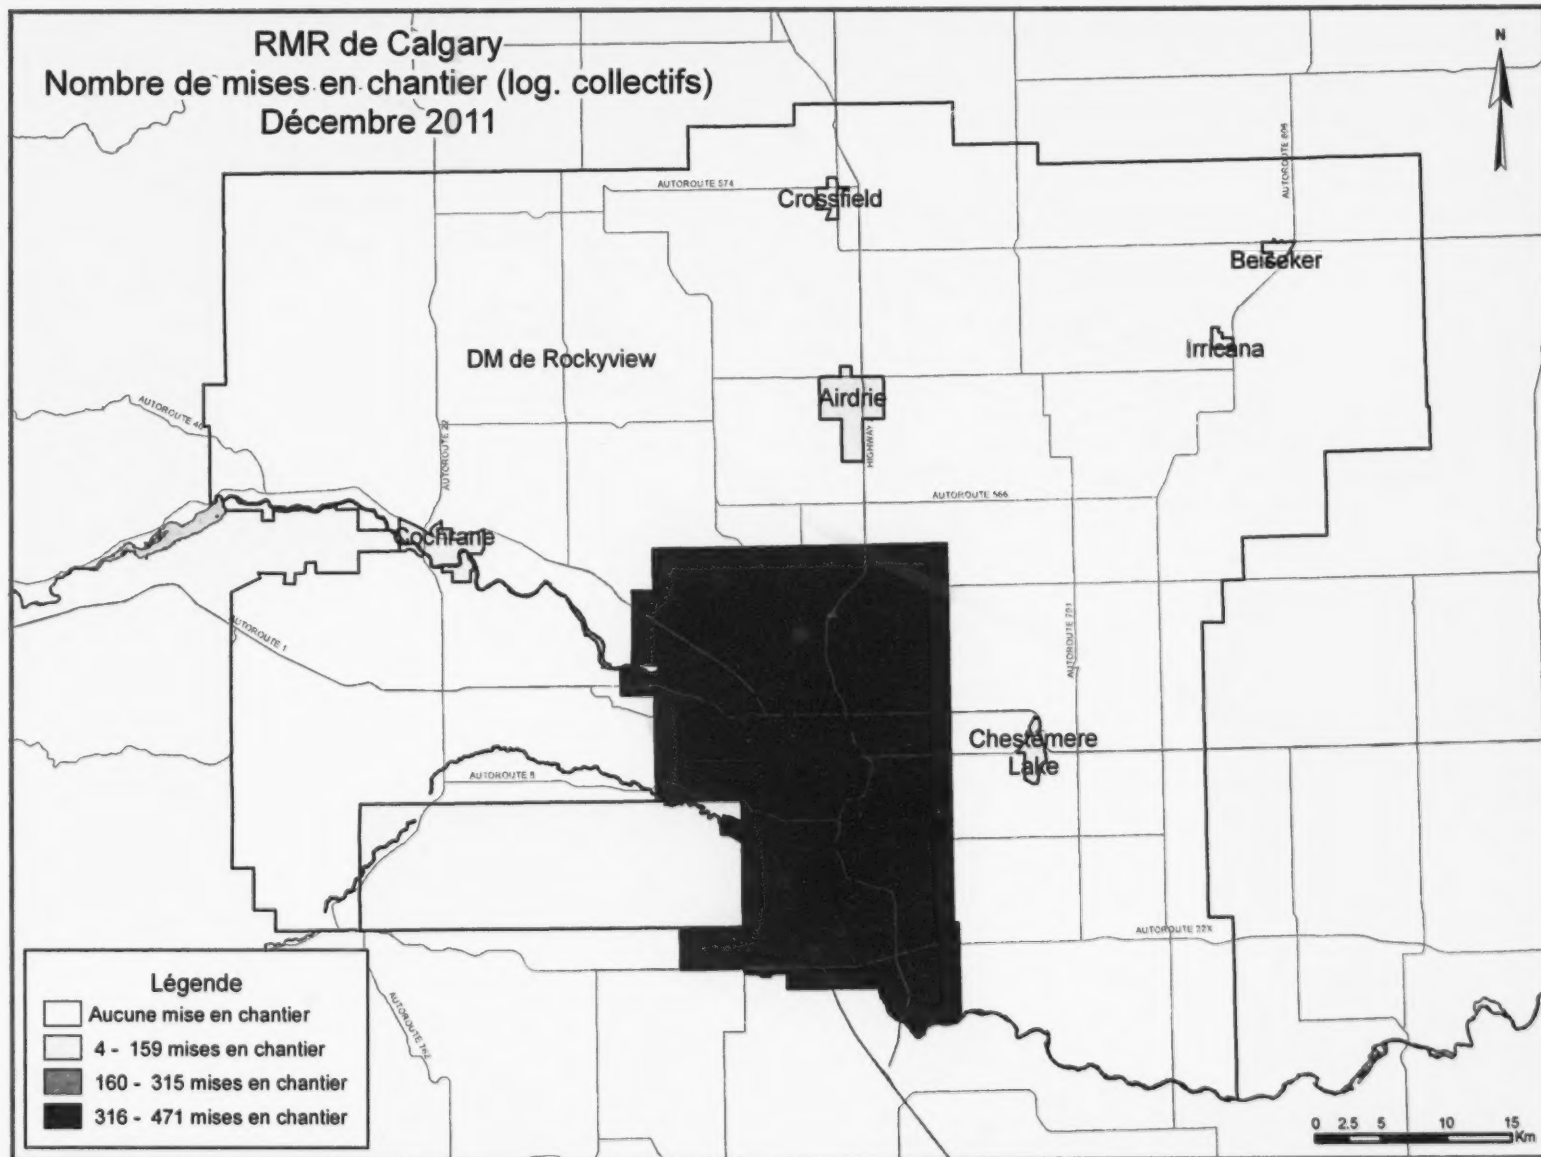 RMR de Calgary
Nombre de mises en chantier (log. collectifs)
Décembre 2011
N
AUTOROUTE 574
Crossfield
AUTOROUTE 806
Beiseker
Irricana
DM de Rockyview
Airdrie
AUTOROUTE 40
AUTOROUTE 22
HIGHWAY
AUTOROUTE 566
Cochrane
AUTOROUTE 1
AUTOROUTE 791
Chestermere
Lake
AUTOROUTE 8
AUTOROUTE 22X
AUTOROUTE 762
Légende
Aucune mise en chantier
4 - 159 mises en chantier
160 - 315 mises en chantier
316 - 471 mises en chantier
0 2.5 5 10 15
Km